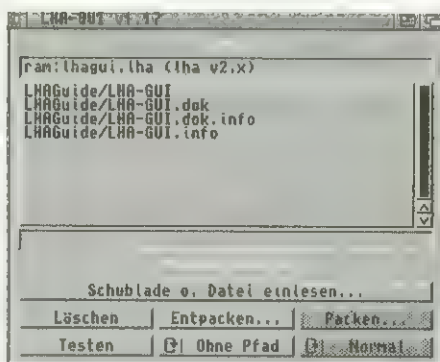 LHA-GUI v1.17
ram:lhagui.lha (lha v2.x)
LHAGuide/LHA-GUI
LHAGuide/LHA-GUI.dok
LHAGuide/LHA-GUI.dok.info
LHAGuide/LHA-GUI.info
Schublade o. Datei einlesen...
Löschen Entpacken... Packen...
Testen Ohne Pfad Normal